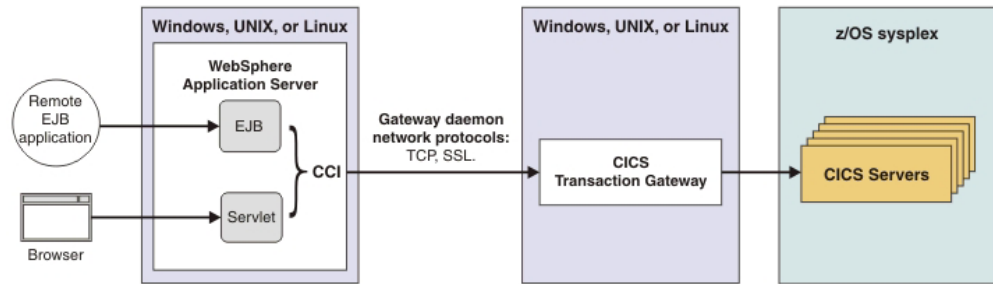 Windows, UNIX, or Linux
Windows, UNIX, or Linux
z/OS sysplex
WebSphere
Application Server
Remote
EJB
application
EJB
Gateway daemon
network protocols:
TCP, SSL.
CCI
CICS
Transaction Gateway
CICS Servers
Servlet
Browser